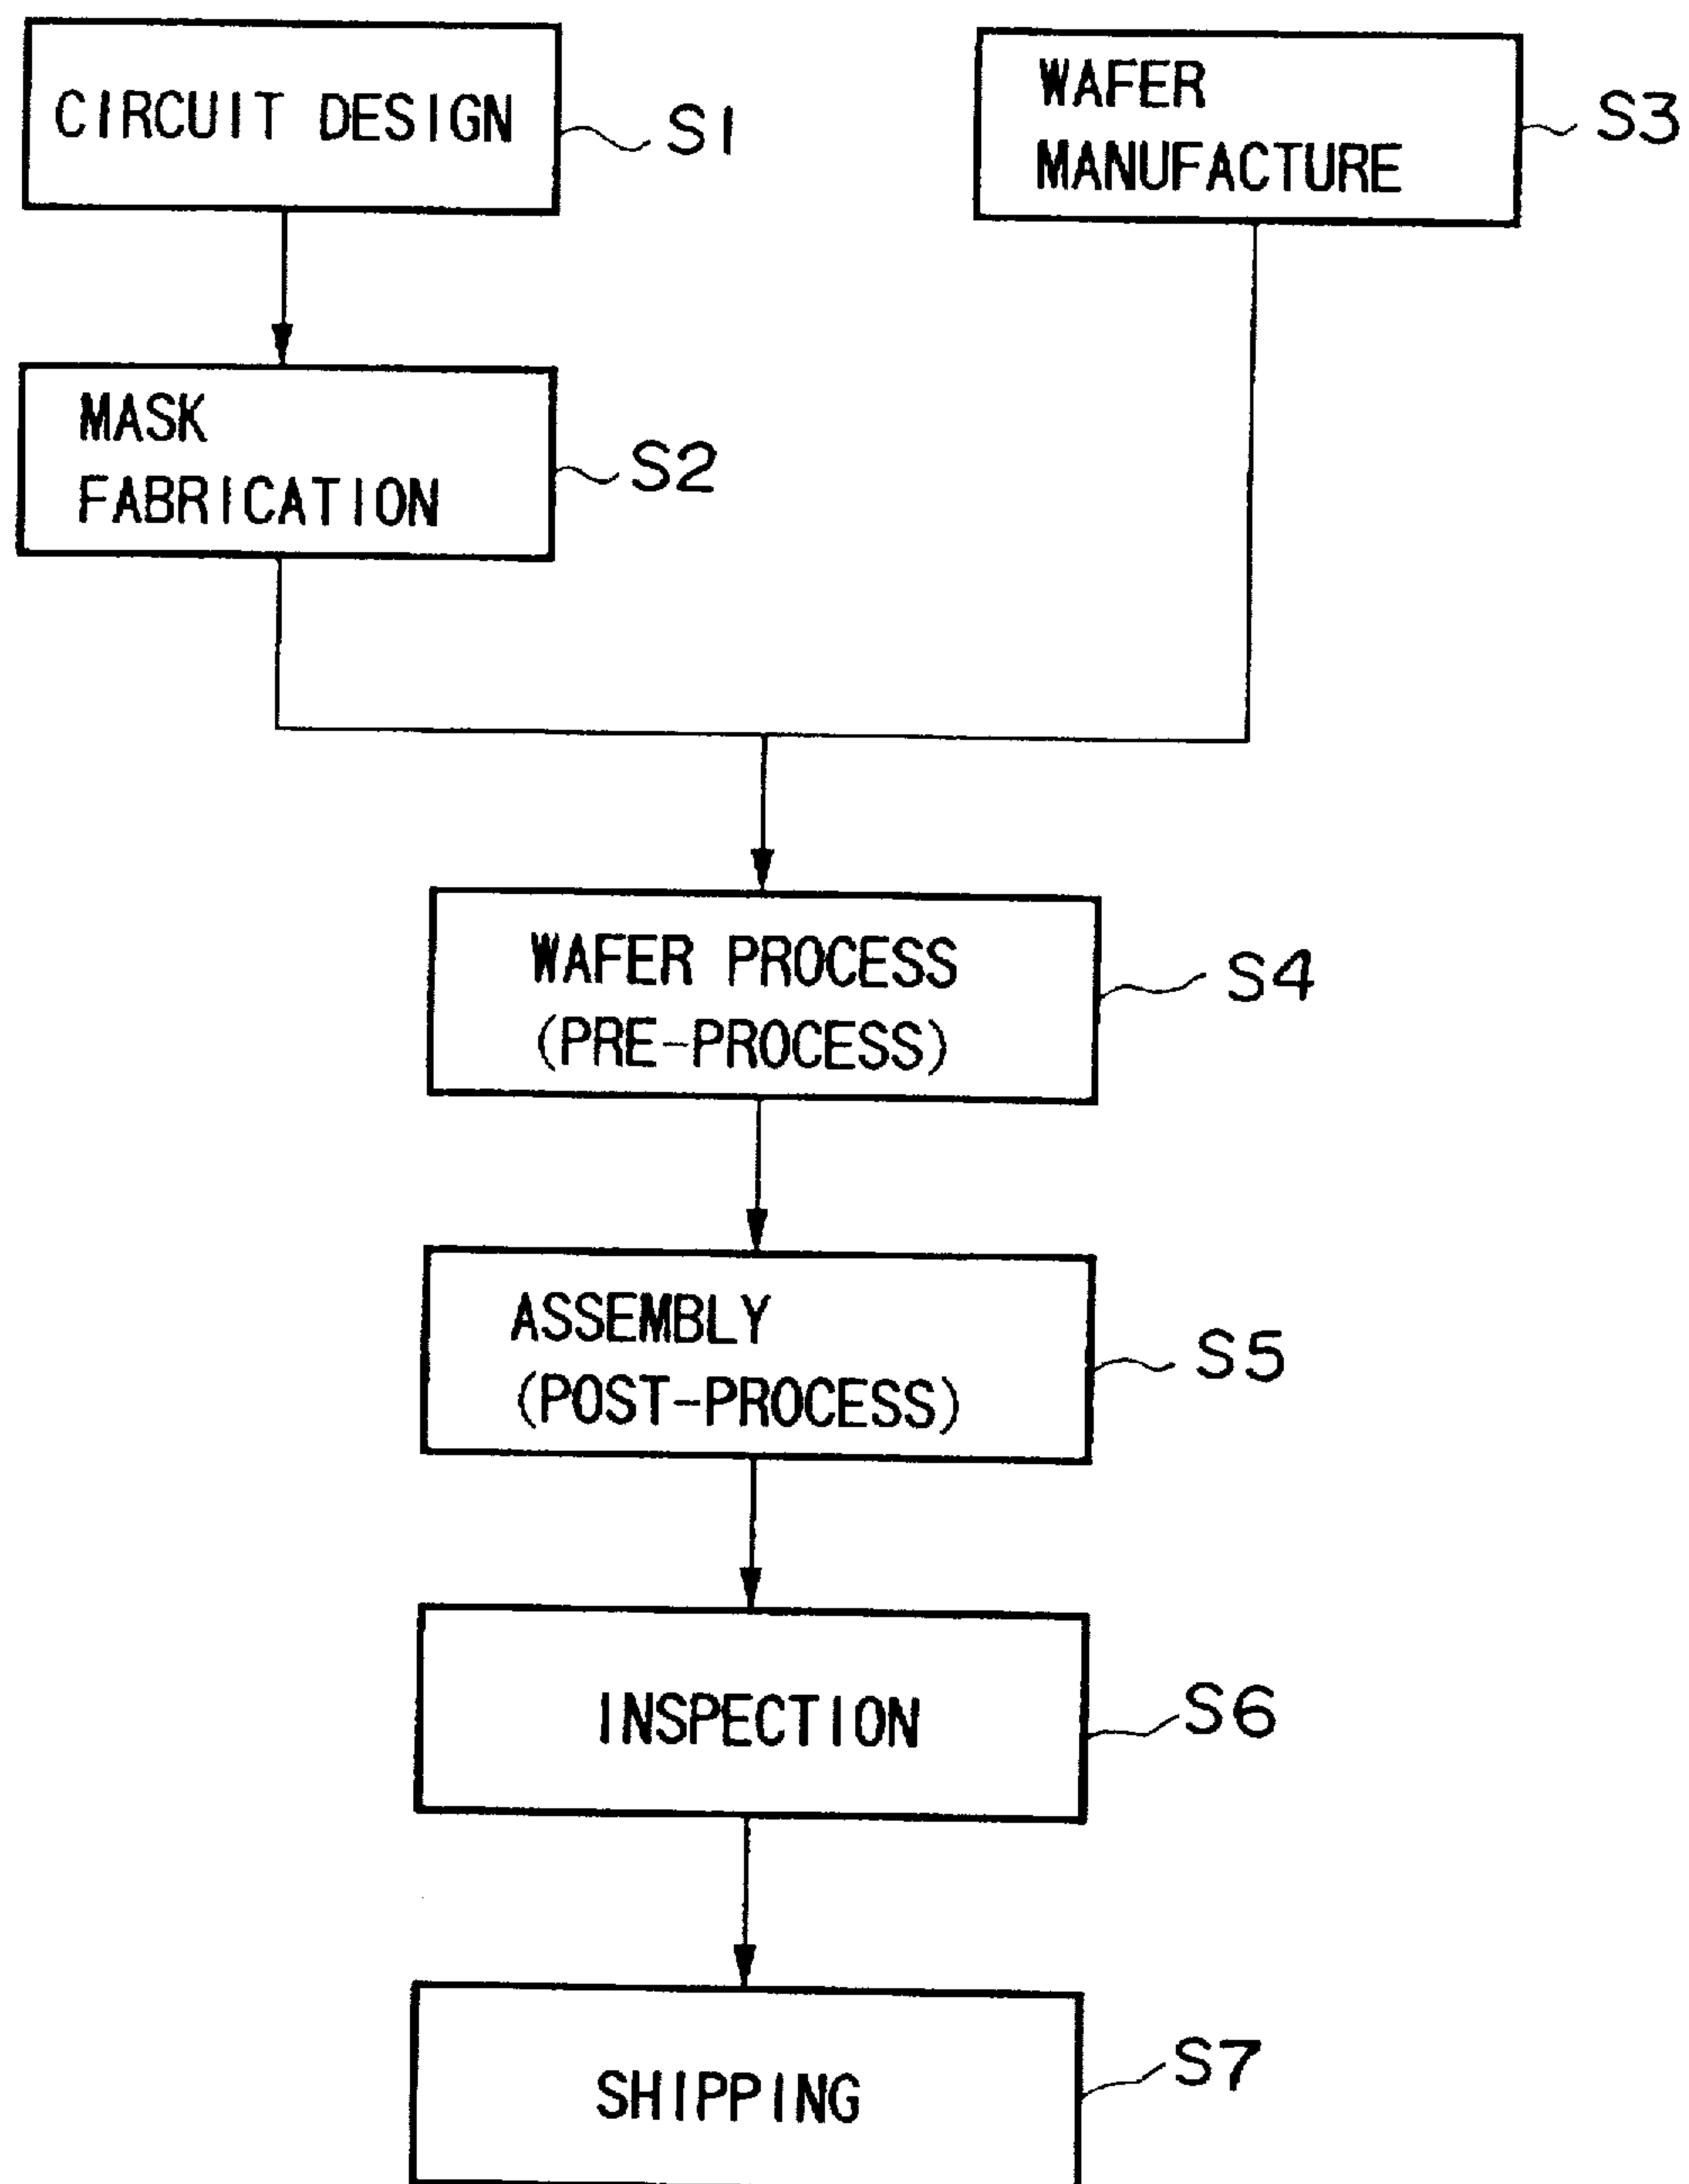 CIRCUIT DESIGN
S1
WAFER
MANUFACTURE
S3
MASK
FABRICATION
S2
WAFER PROCESS
(PRE-PROCESS)
S4
ASSEMBLY
(POST-PROCESS)
S5
INSPECTION
S6
SHIPPING
S7